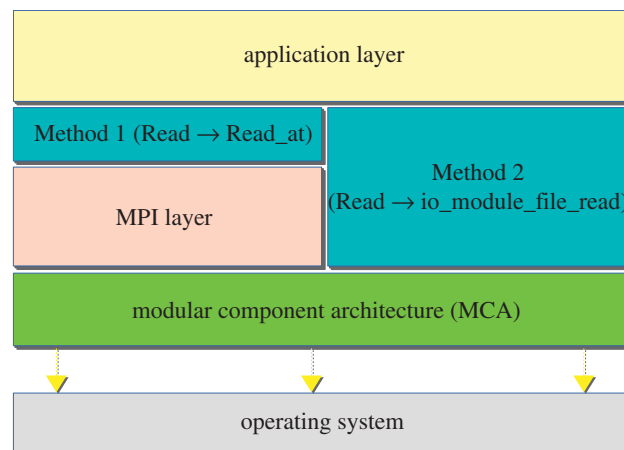 application layer
Method 1 (Read → Read_at)
Method 2
(Read → io_module_file_read)
MPI layer
modular component architecture (MCA)
operating system